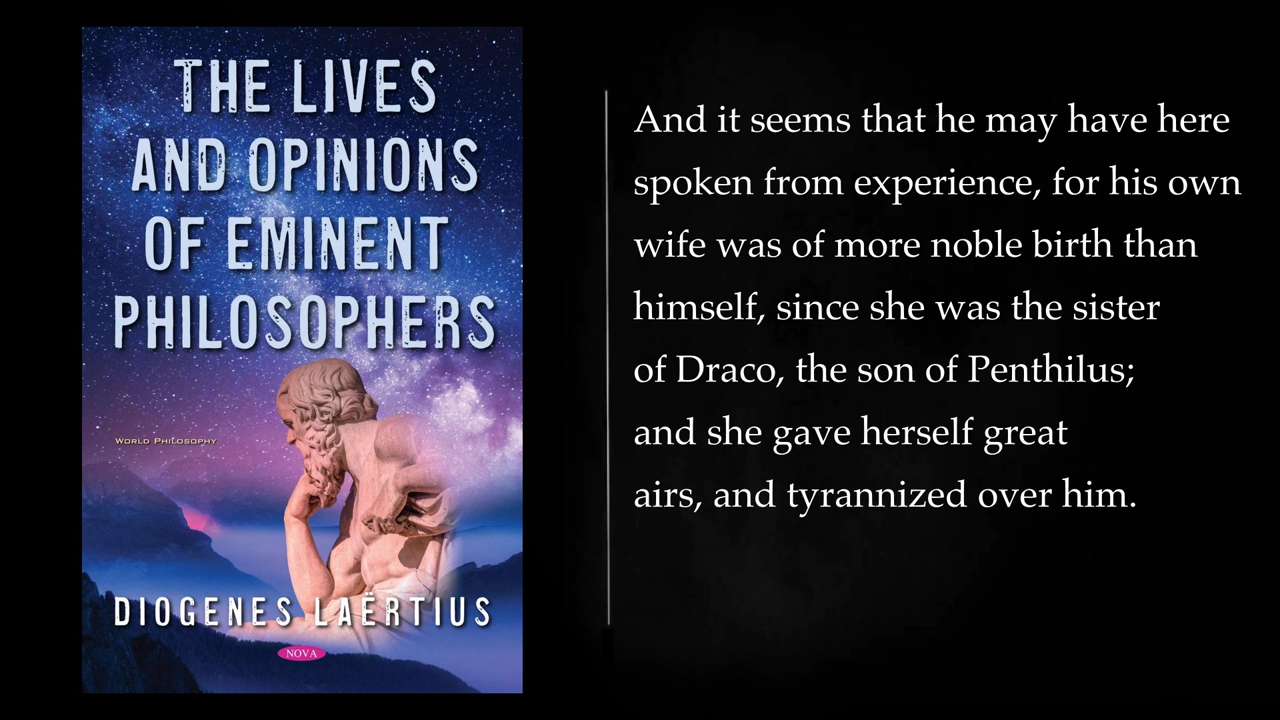 THE LIVES
AND OPINIONS
OF EMINENT
PHILOSOPHERS
WORLD PHILOSOPHY
DIOGENES LAËRTIUS
NOVA
And it seems that he may have here
spoken from experience, for his own
wife was of more noble birth than
himself, since she was the sister
of Draco, the son of Penthilus;
and she gave herself great
airs, and tyrannized over him.